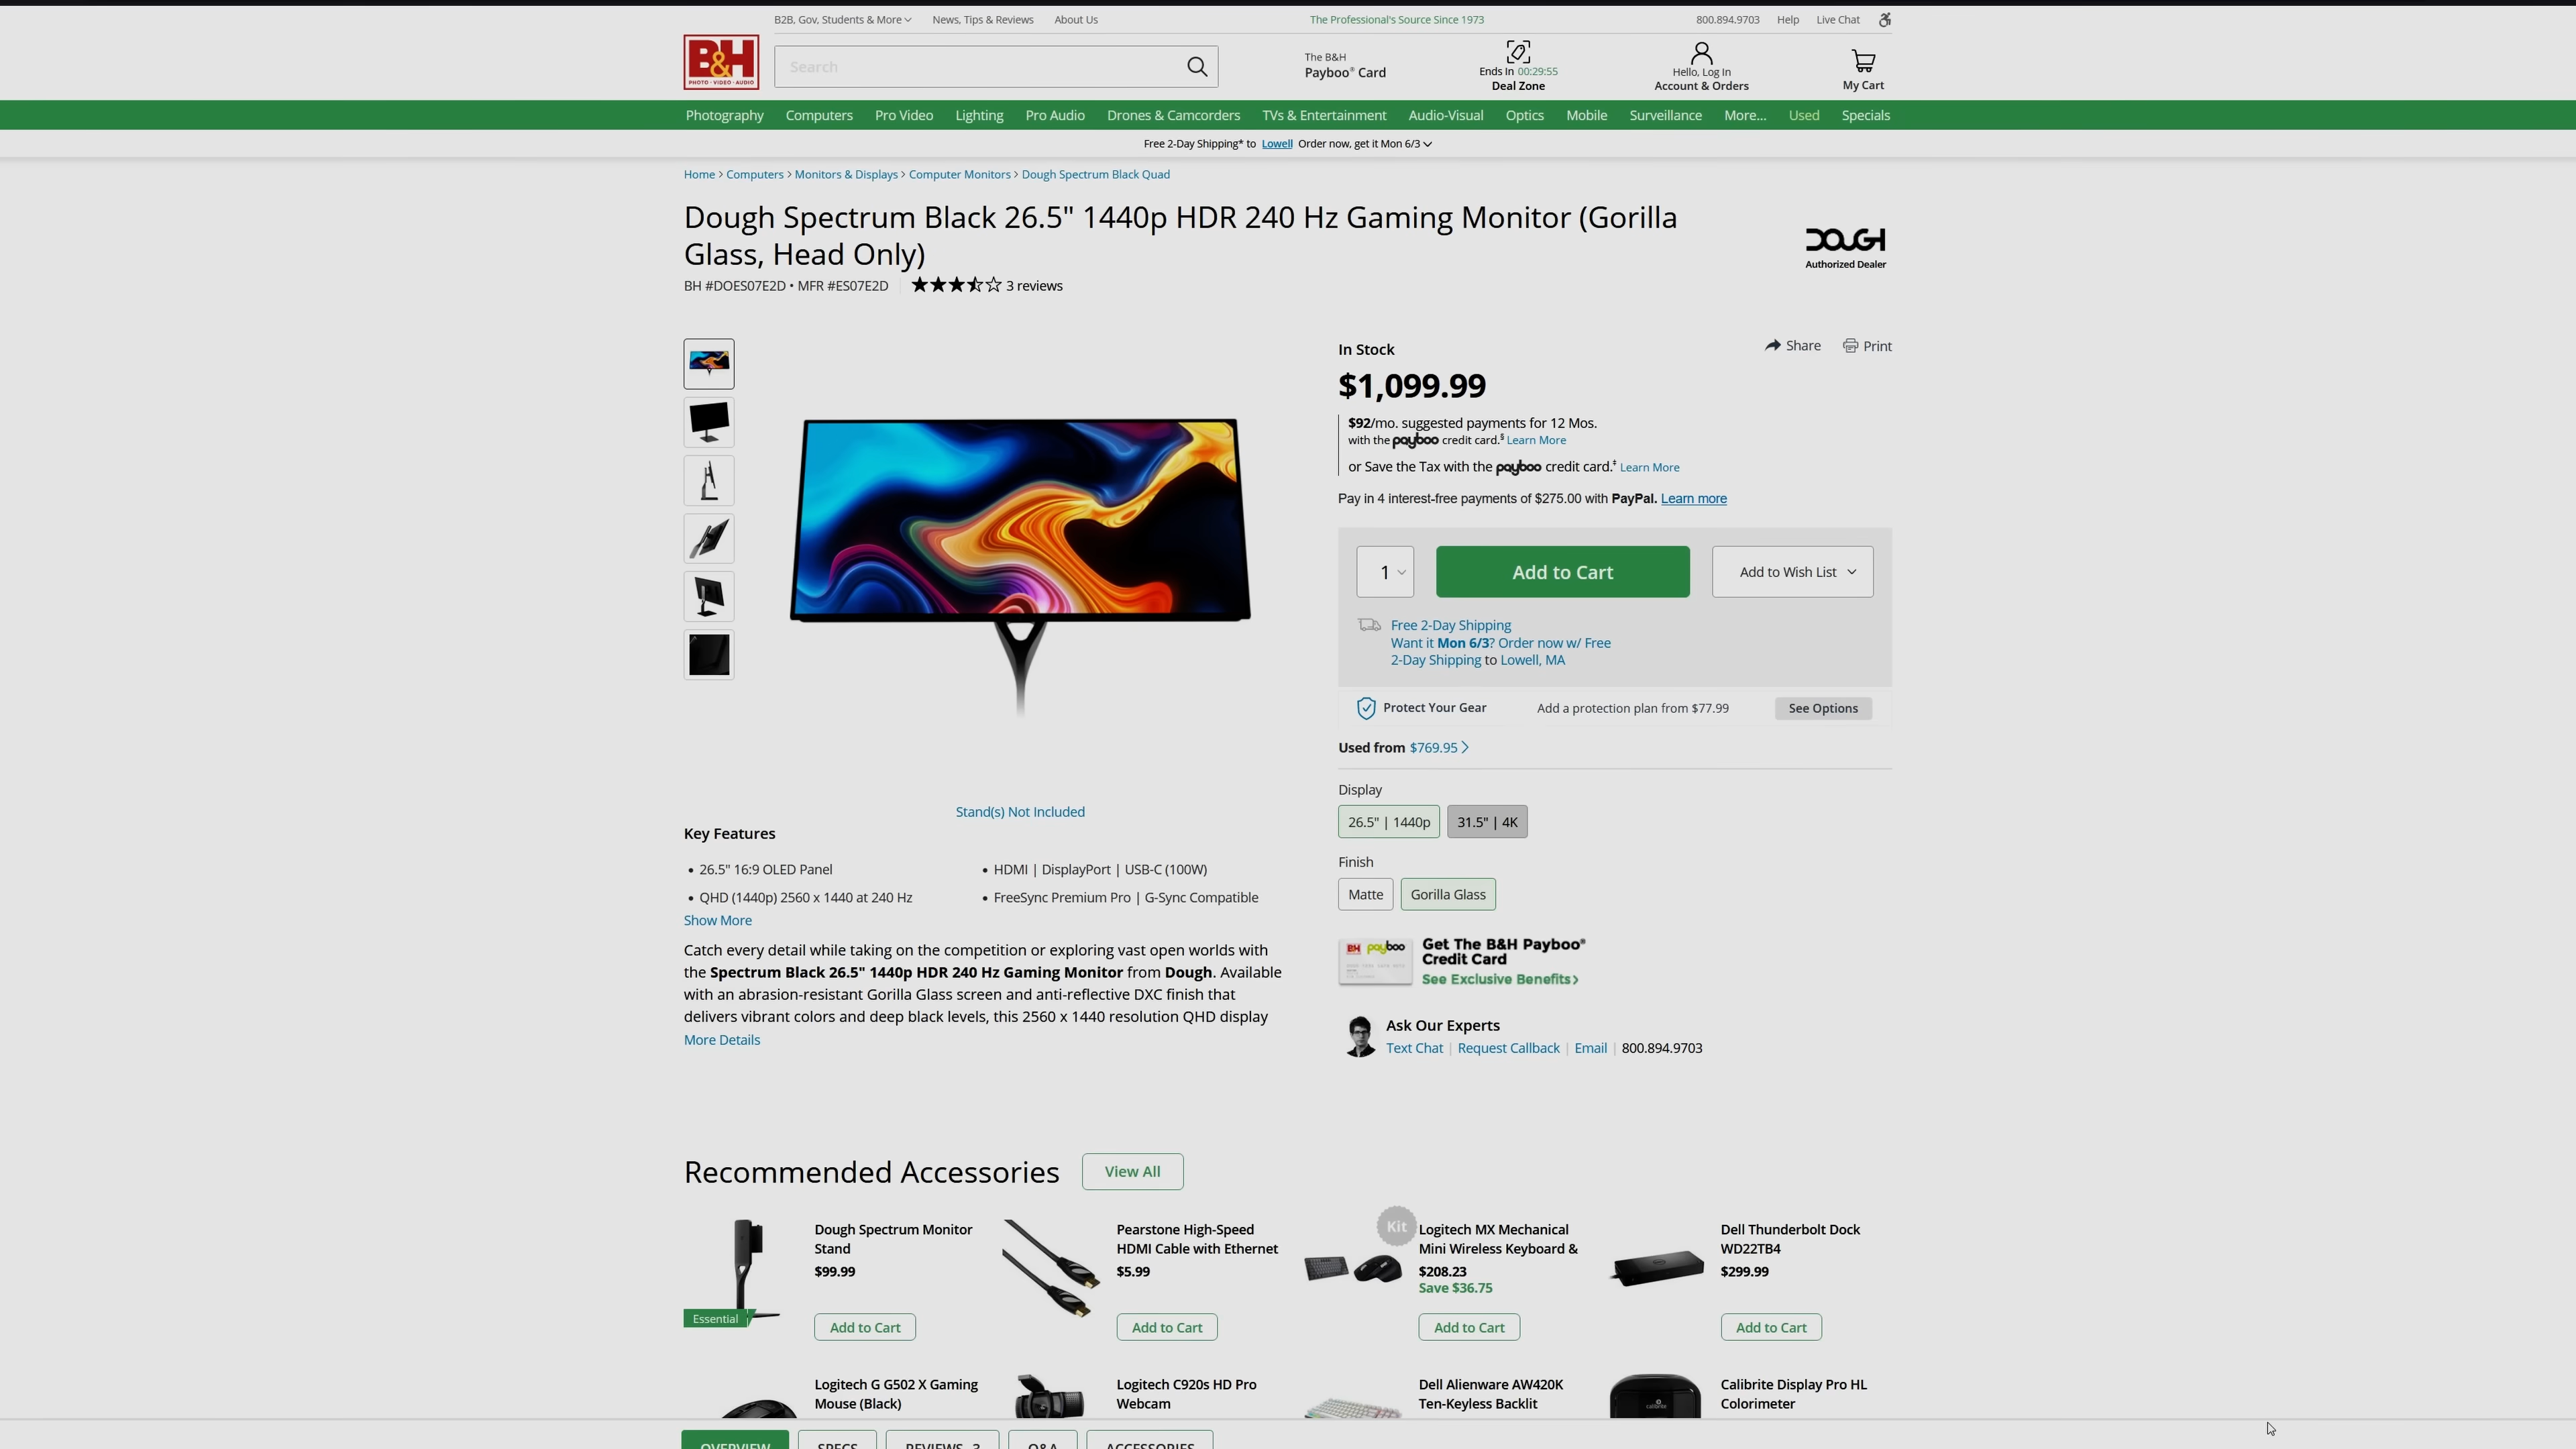 B2B, Gov, Students & More
News, Tips & Reviews
About Us
The Professional's Source Since 1973
800.894.9703
Help
Live Chat
B&H
PHOTO • VIDEO • AUDIO
Search
The B&H
Payboo® Card
Ends In 00:29:55
Deal Zone
Hello, Log In
Account & Orders
My Cart
Photography
Computers
Pro Video
Lighting
Pro Audio
Drones & Camcorders
TVs & Entertainment
Audio-Visual
Optics
Mobile
Surveillance
More...
Used
Specials
Free 2-Day Shipping* to Lowell Order now, get it Mon 6/3
Home > Computers > Monitors & Displays > Computer Monitors > Dough Spectrum Black Quad
Dough Spectrum Black 26.5" 1440p HDR 240 Hz Gaming Monitor (Gorilla
Glass, Head Only)
DOUGH
Authorized Dealer
BH #DOES07E2D • MFR #ES07E2D
3 reviews
In Stock
Share
Print
$1,099.99
$92/mo. suggested payments for 12 Mos.
with the payboo credit card.§ Learn More
or Save the Tax with the payboo credit card.‡ Learn More
Pay in 4 interest-free payments of $275.00 with PayPal. Learn more
1
Add to Cart
Add to Wish List
Free 2-Day Shipping
Want it Mon 6/3? Order now w/ Free
2-Day Shipping to Lowell, MA
Protect Your Gear
Add a protection plan from $77.99
See Options
Used from $769.95
Display
26.5" | 1440p
31.5" | 4K
Finish
Matte
Gorilla Glass
BH payboo
Get The B&H Payboo®
Credit Card
See Exclusive Benefits
Ask Our Experts
Text Chat | Request Callback | Email | 800.894.9703
Stand(s) Not Included
Key Features
• 26.5" 16:9 OLED Panel
• HDMI | DisplayPort | USB-C (100W)
• QHD (1440p) 2560 x 1440 at 240 Hz
• FreeSync Premium Pro | G-Sync Compatible
Show More
Catch every detail while taking on the competition or exploring vast open worlds with
the Spectrum Black 26.5" 1440p HDR 240 Hz Gaming Monitor from Dough. Available
with an abrasion-resistant Gorilla Glass screen and anti-reflective DXC finish that
delivers vibrant colors and deep black levels, this 2560 x 1440 resolution QHD display
More Details
Recommended Accessories
View All
Essential
Dough Spectrum Monitor
Stand
$99.99
Add to Cart
Pearstone High-Speed
HDMI Cable with Ethernet
$5.99
Add to Cart
Kit
Logitech MX Mechanical
Mini Wireless Keyboard &
$208.23
Save $36.75
Add to Cart
Dell Thunderbolt Dock
WD22TB4
$299.99
Add to Cart
Logitech G G502 X Gaming
Mouse (Black)
Logitech C920s HD Pro
Webcam
Dell Alienware AW420K
Ten-Keyless Backlit
Calibrite Display Pro HL
Colorimeter
OVERVIEW
SPECS
REVIEWS 3
Q&A
ACCESSORIES